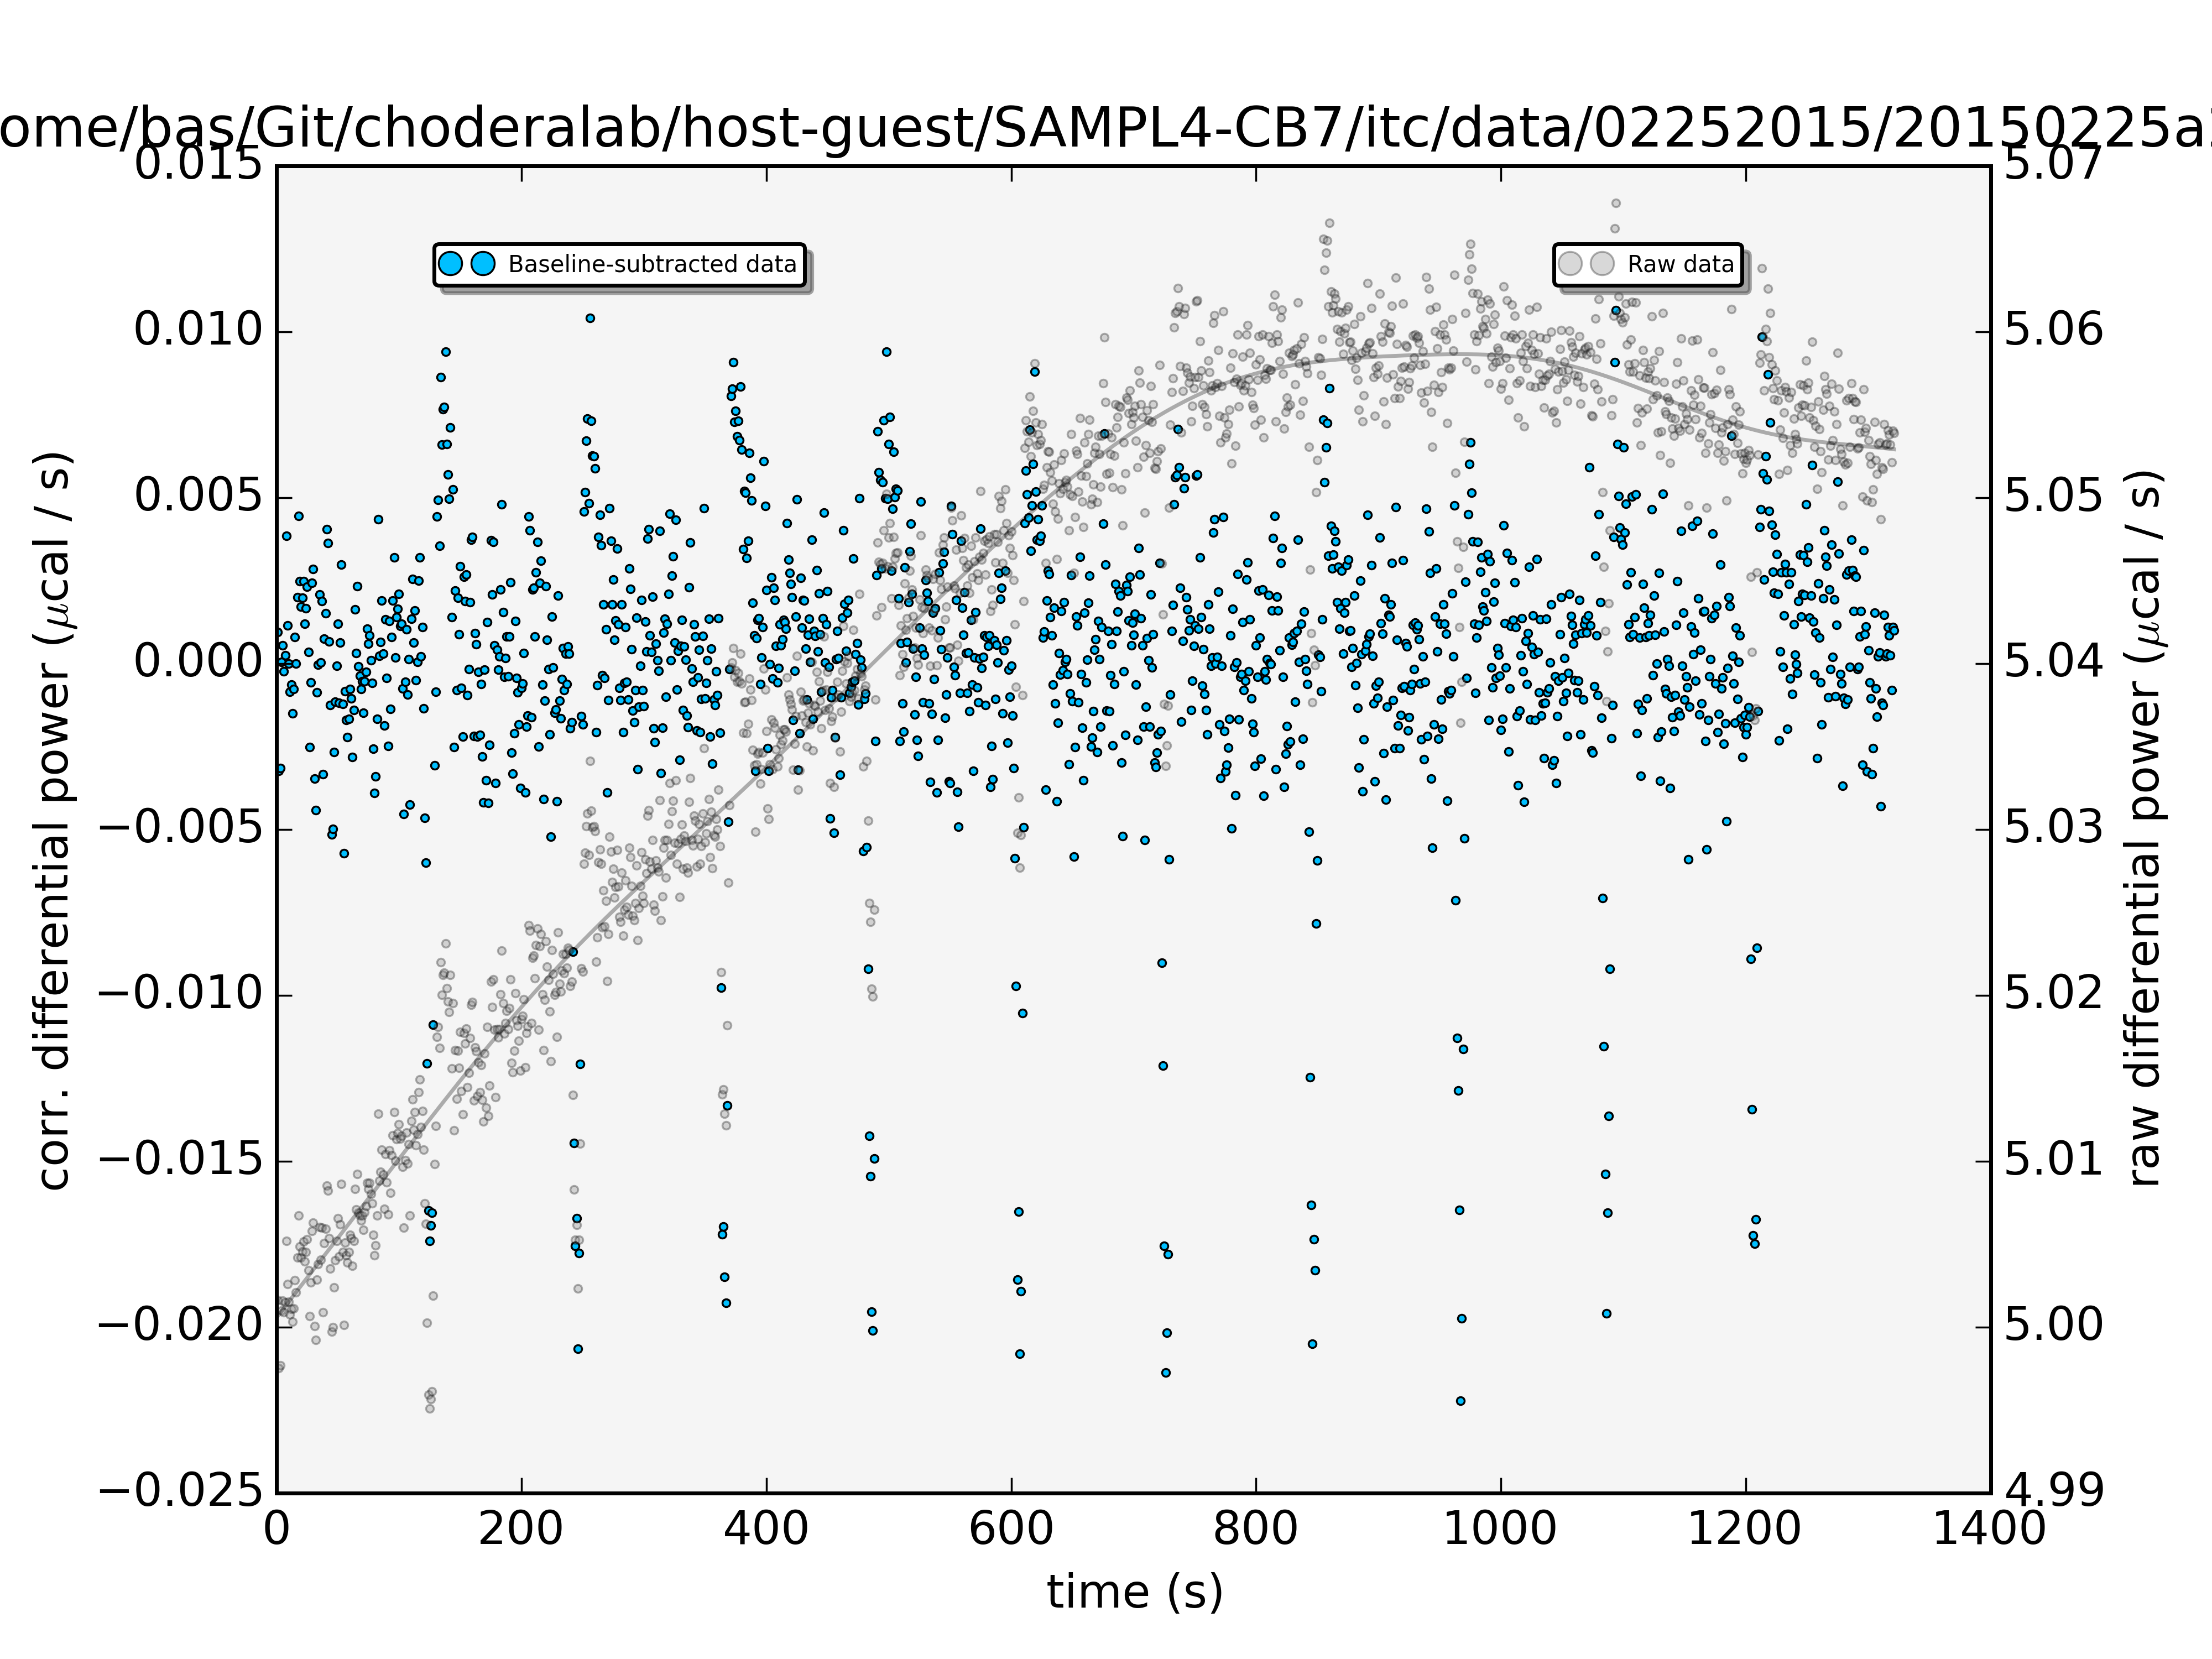 ome/bas/Git/choderalab/host-guest/SAMPL4-CB7/itc/data/02252015/20150225a
Baseline-subtracted data
Raw data
corr. differential power (μcal / s)
0.015
0.010
0.005
0.000
−0.005
−0.010
−0.015
−0.020
−0.025
raw differential power (μcal / s)
5.07
5.06
5.05
5.04
5.03
5.02
5.01
5.00
4.99
0 200 400 600 800 1000 1200 1400
time (s)